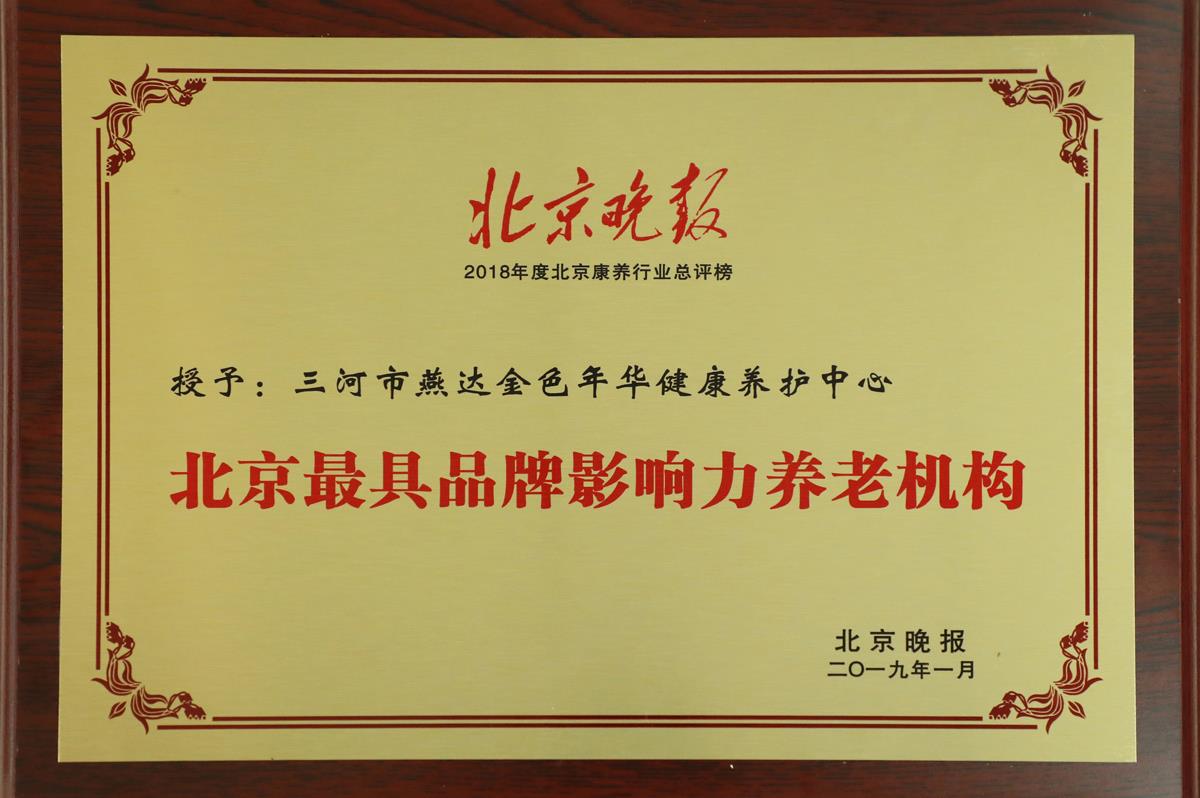 北京晚报
2018年度北京康养行业总评榜
授予：三河市燕达金色年华健康养护中心
北京最具品牌影响力养老机构
北京晚报
二〇一九年一月